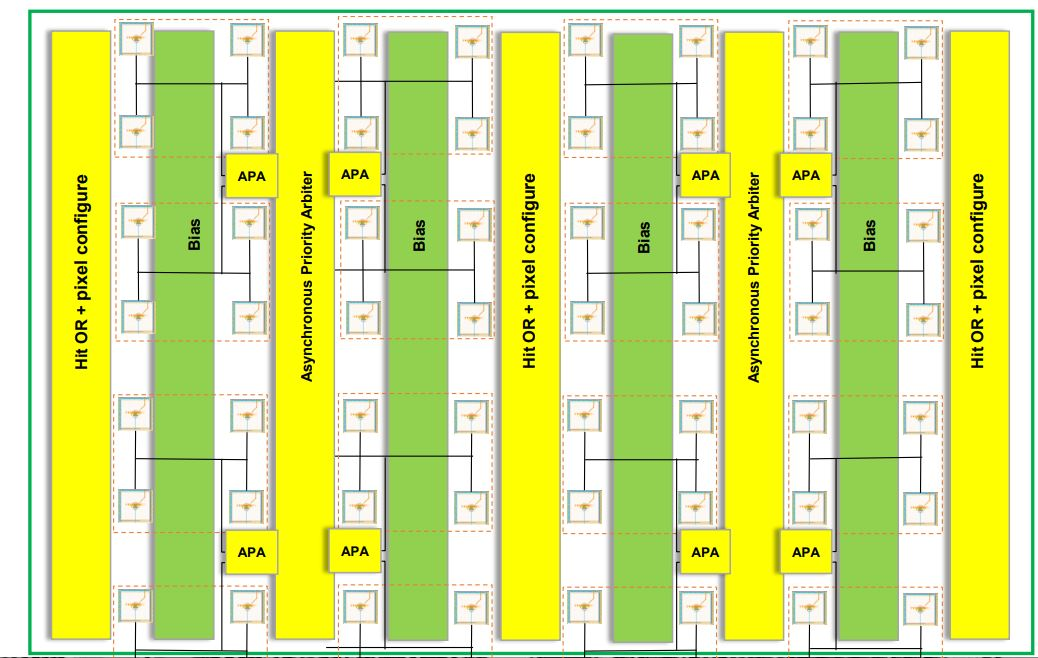 Hit OR + pixel configure
Bias
APA
Asynchronous Priority Arbiter
APA
Bias
Hit OR + pixel configure
Bias
APA
Asynchronous Priority Arbiter
APA
Bias
Hit OR + pixel configure
APA
APA
APA
APA